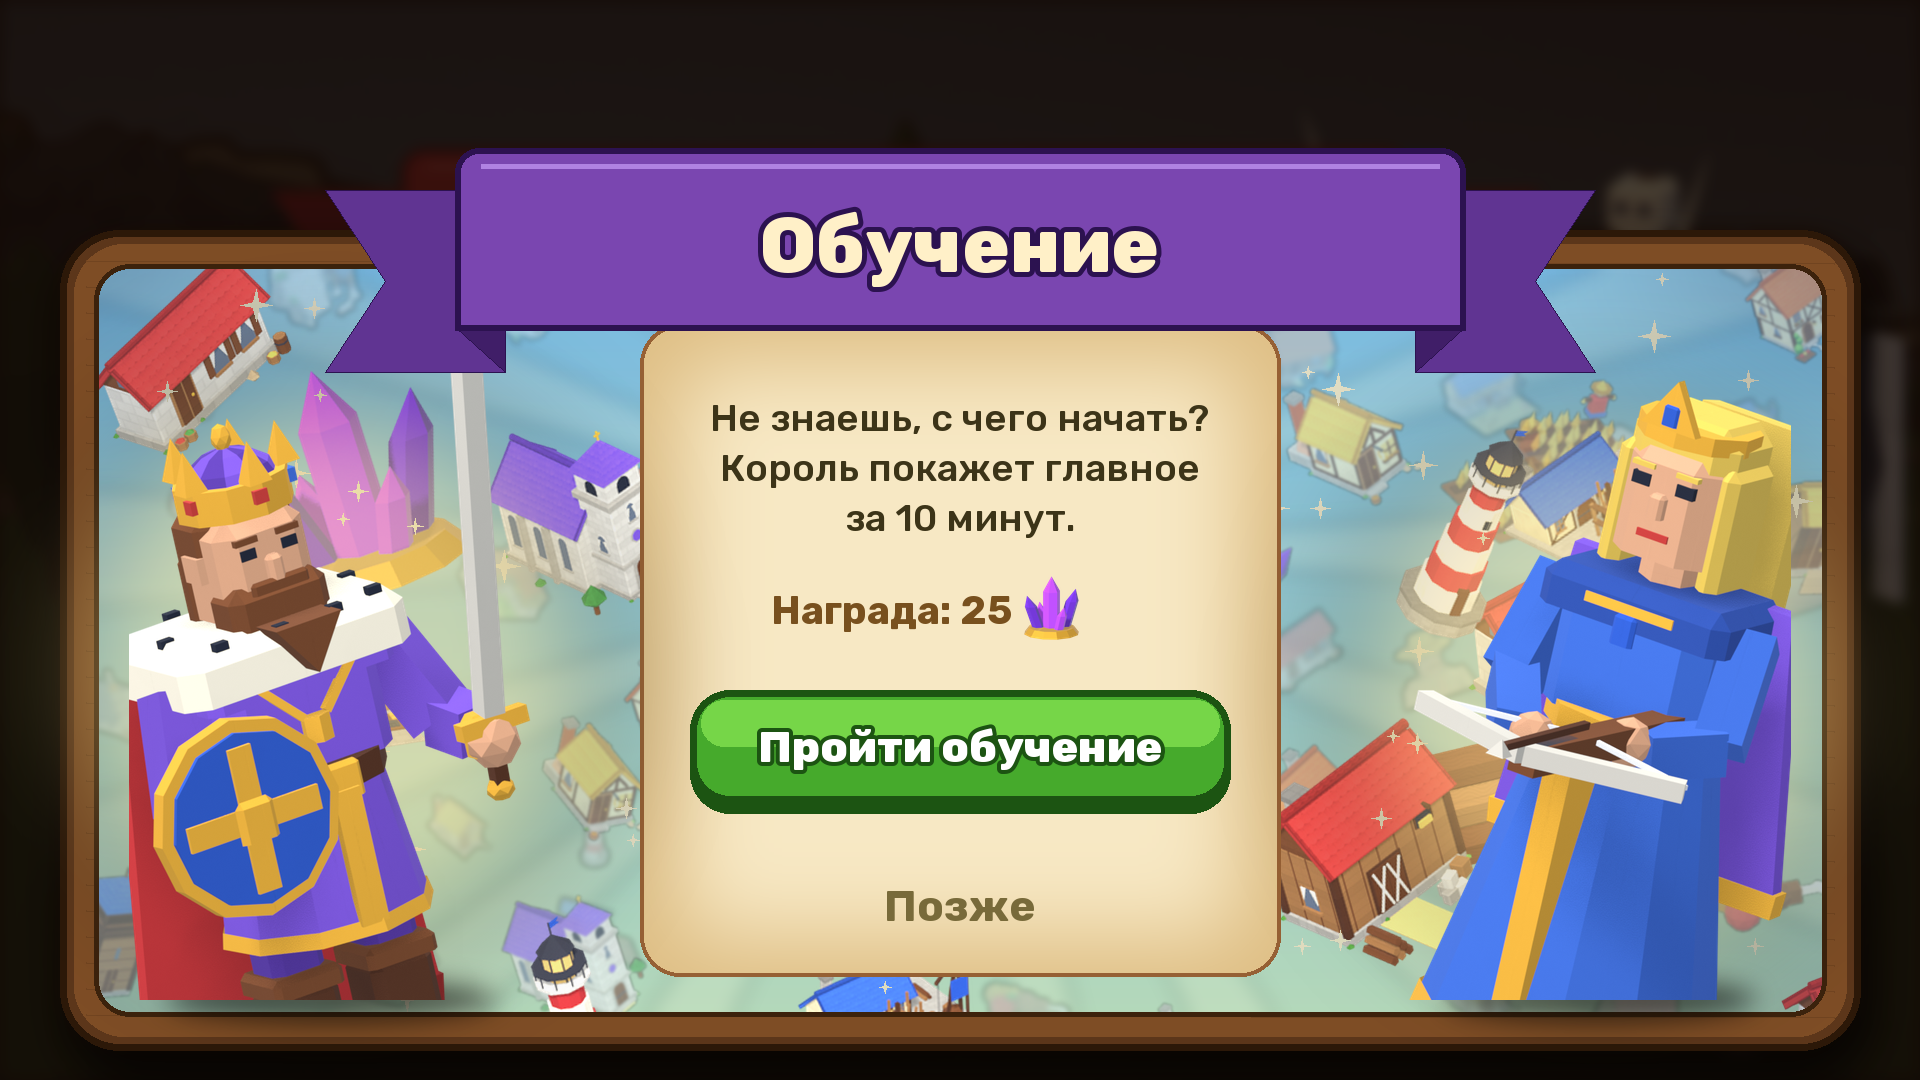 Обучение
Не знаешь, с чего начать?
Король покажет главное
за 10 минут.
Награда: 25
Пройти обучение
Позже